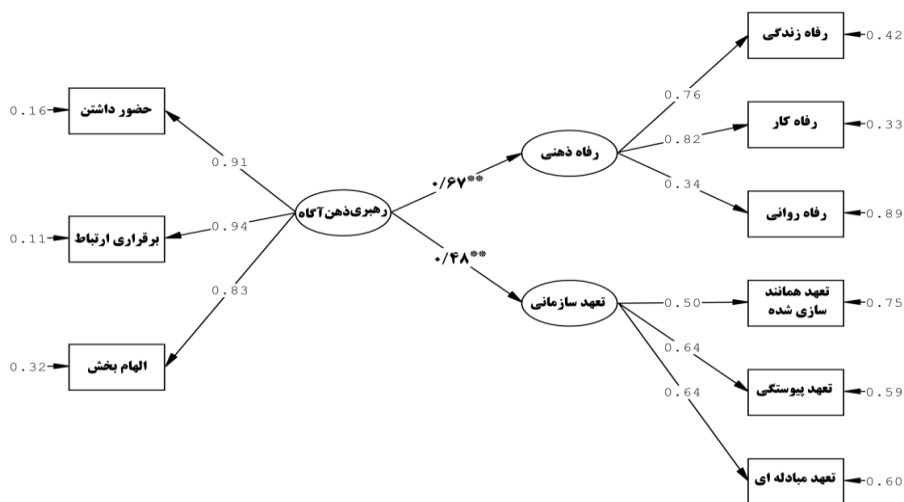 رفاه زندگی
0.42
0.76
0.16
حضور داشتن
رفاه کار
0.33
0.82
0.91
رفاه ذهنی
۰/۶۷**
0.34
رفاه روانی
0.89
رهبری‌ذهن‌آگاه
0.94
0.11
برقراری ارتباط
۰/۴۸**
0.83
تعهد سازمانی
0.50
تعهد همانند
سازی شده
0.75
0.64
0.32
الهام بخش
تعهد پیوستگی
0.59
0.64
تعهد مبادله ای
0.60